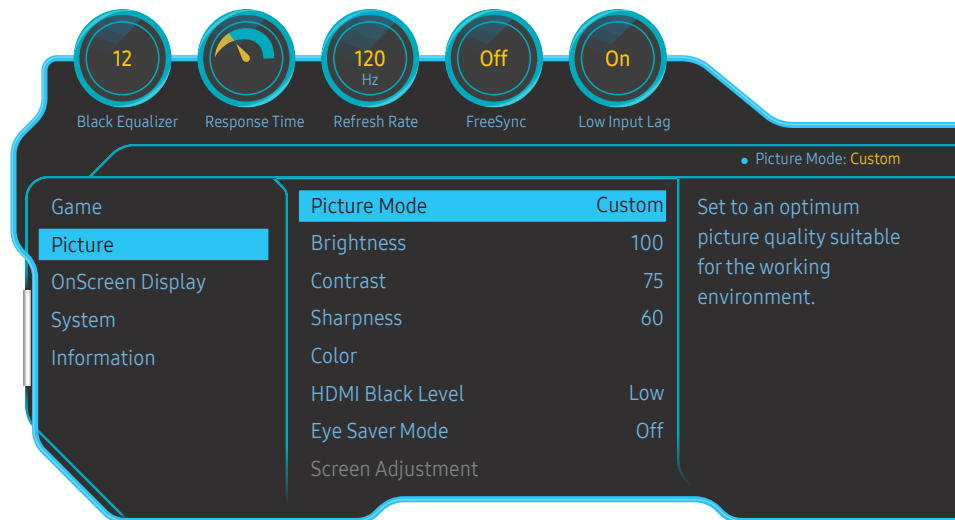 12
120
Hz
Off
On
Black Equalizer
Response Time
Refresh Rate
FreeSync
Low Input Lag
• Picture Mode: Custom
Game
Picture
OnScreen Display
System
Information
Picture Mode Custom
Brightness 100
Contrast 75
Sharpness 60
Color
HDMI Black Level Low
Eye Saver Mode Off
Screen Adjustment
Set to an optimum
picture quality suitable
for the working
environment.